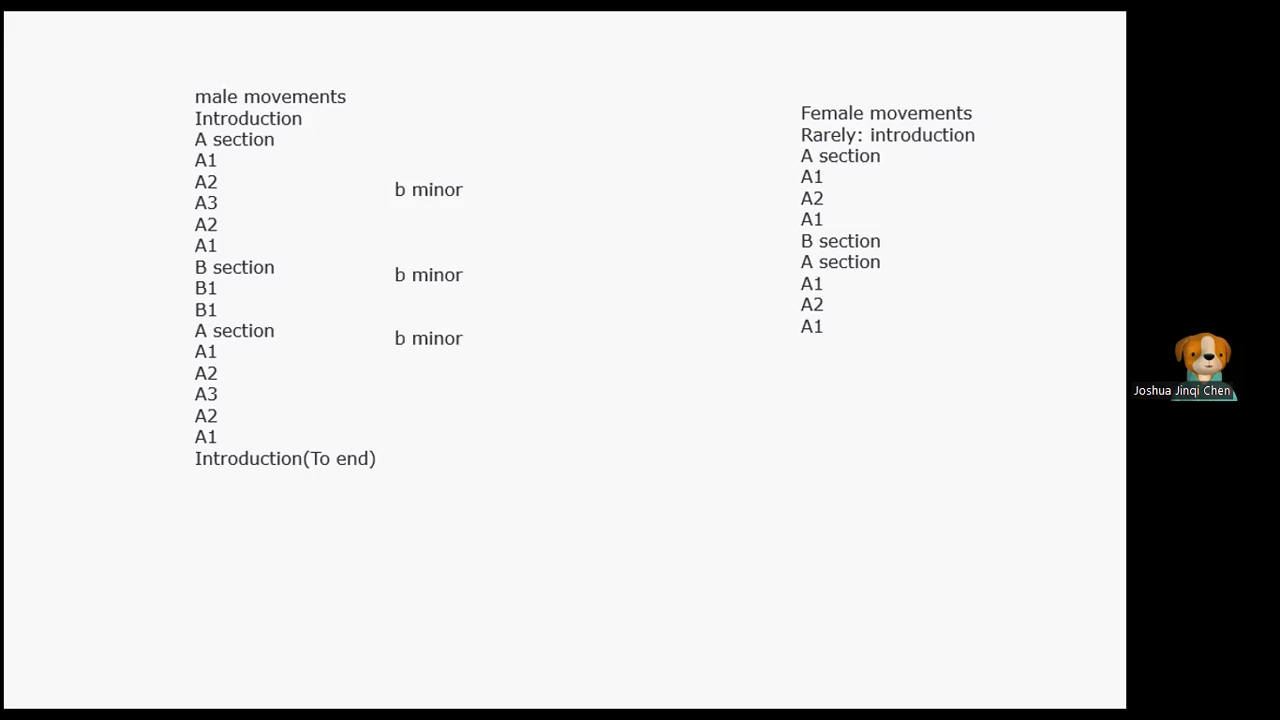 male movements
Introduction
A section
A1
A2
A3
A2
A1
B section
B1
B1
A section
A1
A2
A3
A2
A1
Introduction(To end)
b minor
b minor
b minor
Female movements
Rarely: introduction
A section
A1
A2
A1
B section
A section
A1
A2
A1
Joshua Jinqi Chen